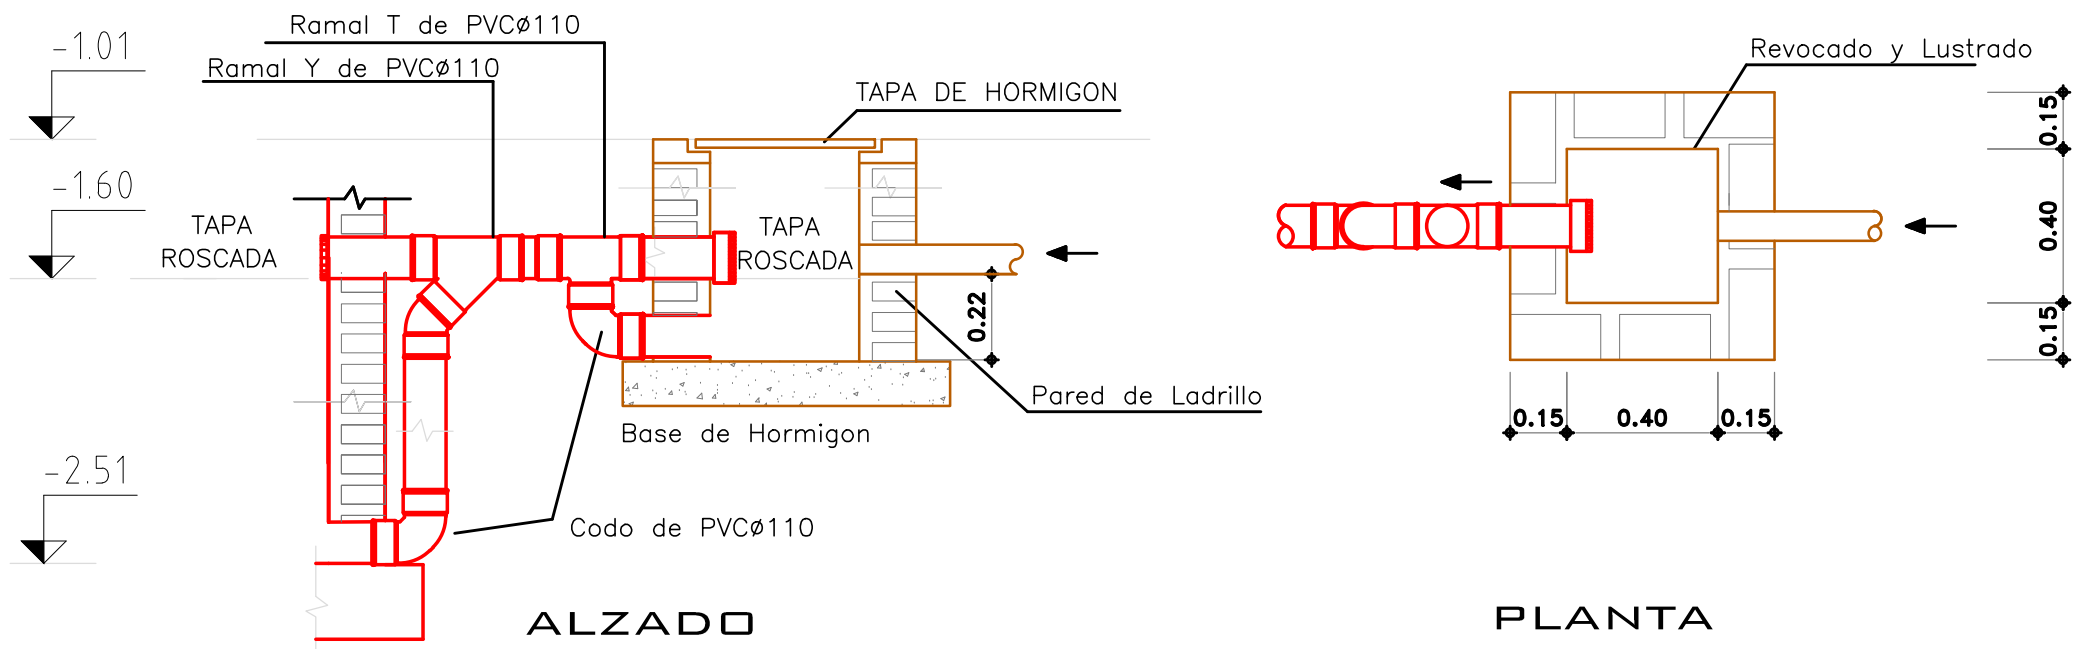 Ramal T de PVCø110
-1.01
Ramal Y de PVCø110
TAPA DE HORMIGON
-1.60
TAPA
ROSCADA
TAPA
ROSCADA
0.22
Pared de Ladrillo
Base de Hormigon
-2.51
Codo de PVCø110
ALZADO
Revocado y Lustrado
0.15
0.40
0.15
0.15
0.40
0.15
PLANTA